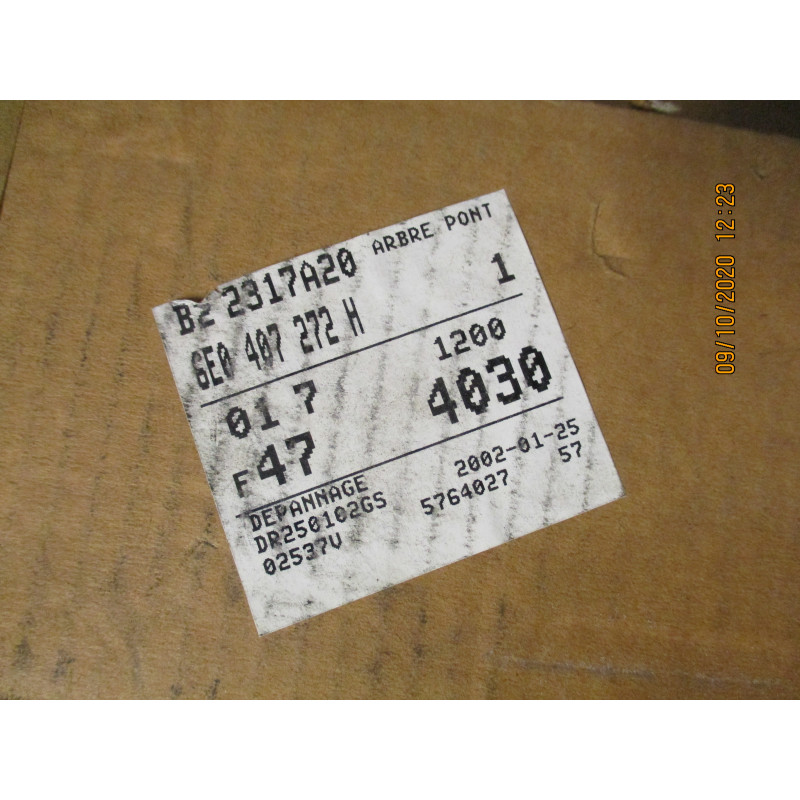 B2 2317A20 ARBRE PONT
6E0 407 272 H 1
01 7 1200
F 47 4030
DEPANNAGE 2002-01-25
DR250102GS 5764027 57
02537V
09/10/2020 12:23